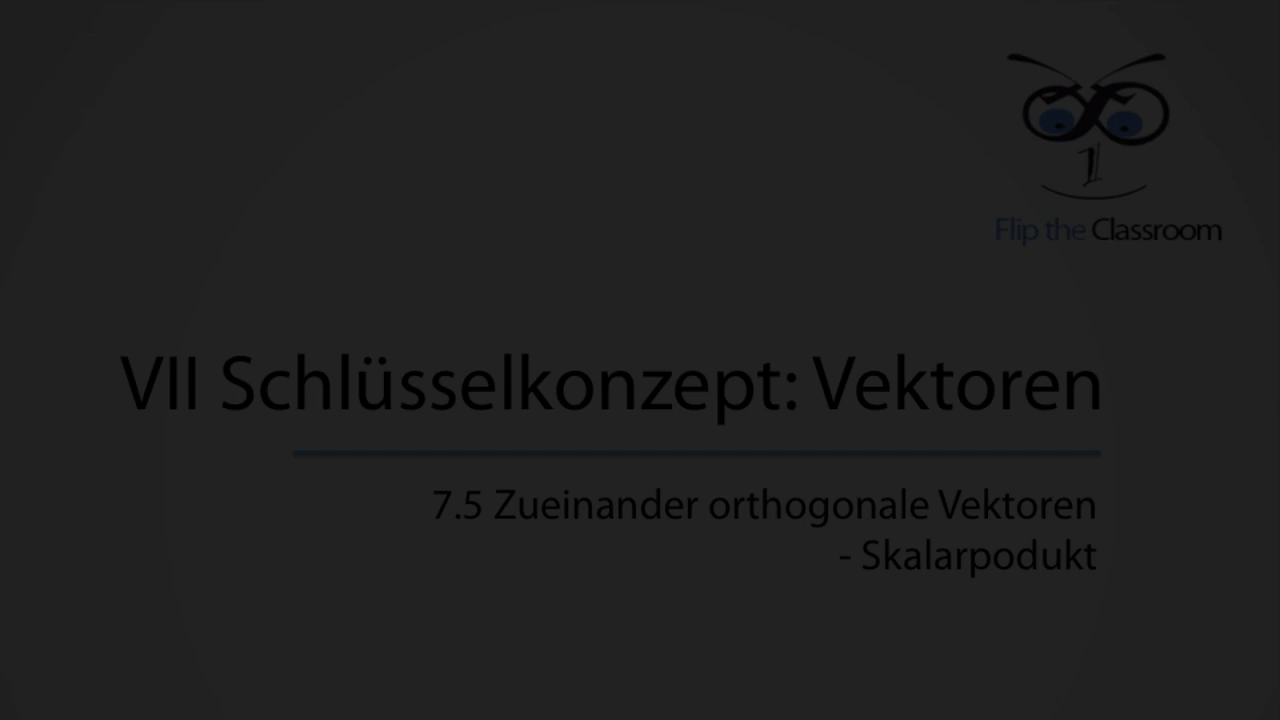 Flip the Classroom
VII Schlüsselkonzept: Vektoren
7.5 Zueinander orthogonale Vektoren
- Skalarpodukt